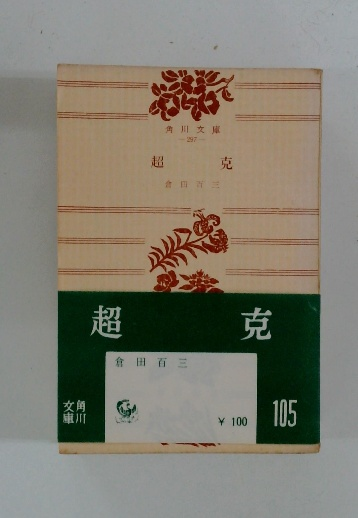 角川文庫
—297—
超 克
倉田百三
超 克
倉田百三
角川文庫
¥ 100
105